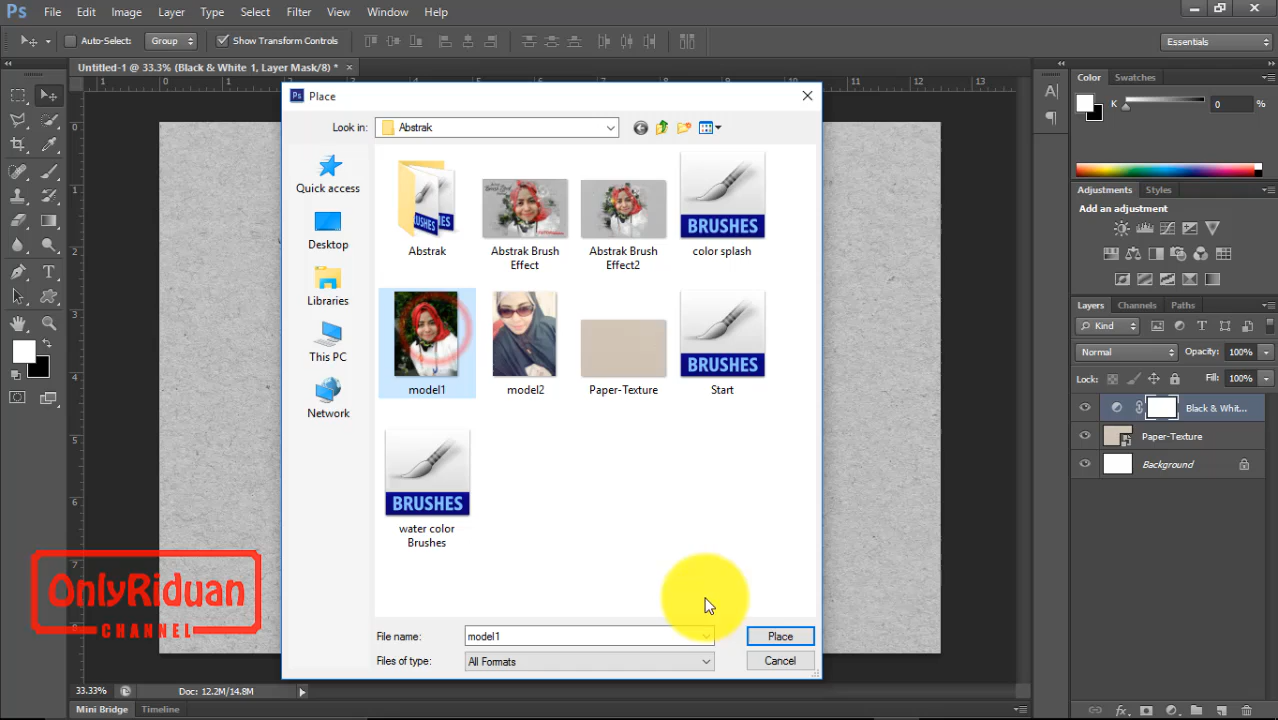 Ps File Edit Image Layer Type Select Filter View Window Help
Auto-Select: Group Show Transform Controls Essentials
Untitled-1 @ 33.3% (Black & White 1, Layer Mask/8) * ×
Place
Look in: Abstrak
Quick access
Desktop
Libraries
This PC
Network
Abstrak
Abstrak Brush
Effect
Abstrak Brush
Effect2
BRUSHES
color splash
model1
model2
Paper-Texture
BRUSHES
Start
BRUSHES
water color
Brushes
File name: model1 Place
Files of type: All Formats Cancel
OnlyRiduan
CHANNEL
Color Swatches
K 0 %
Adjustments Styles
Add an adjustment
Layers Channels Paths
Kind
Normal Opacity: 100%
Lock: Fill: 100%
Black & Whit...
Paper-Texture
Background
33.33% Doc: 12.2M/14.8M
Mini Bridge Timeline